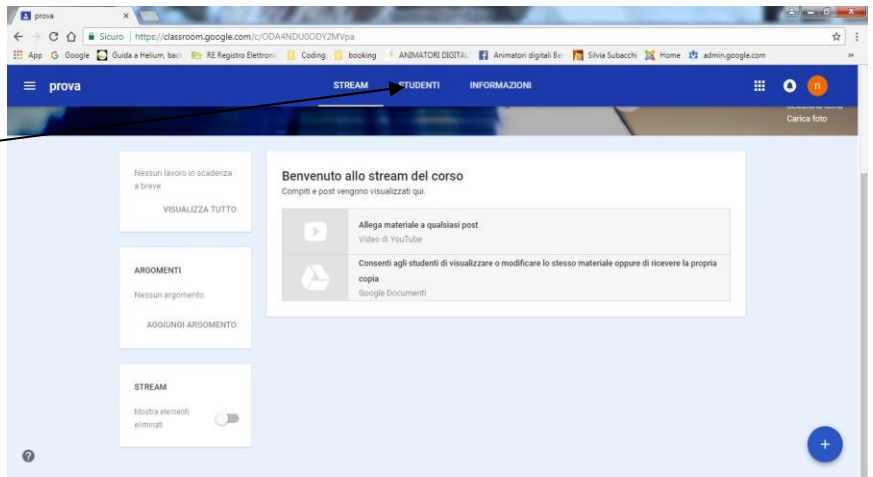 prova
Sicuro | https://classroom.google.com/c/ODA4NDU0ODY2MVpa
App Google Guida a Helium, bac RE Registro Elettroni Coding booking ANIMATORI DIGITAL Animatori digitali Be Silvia Subacchi Home admin.google.com »
prova STREAM STUDENTI INFORMAZIONI n
Carica foto
Nessun lavoro in scadenza
a breve
VISUALIZZA TUTTO
ARGOMENTI
Nessun argomento
AGGIUNGI ARGOMENTO
STREAM
Mostra elementi
eliminati
Benvenuto allo stream del corso
Compiti e post vengono visualizzati qui.
Allega materiale a qualsiasi post
Video di YouTube
Consenti agli studenti di visualizzare o modificare lo stesso materiale oppure di ricevere la propria
copia
Google Documenti